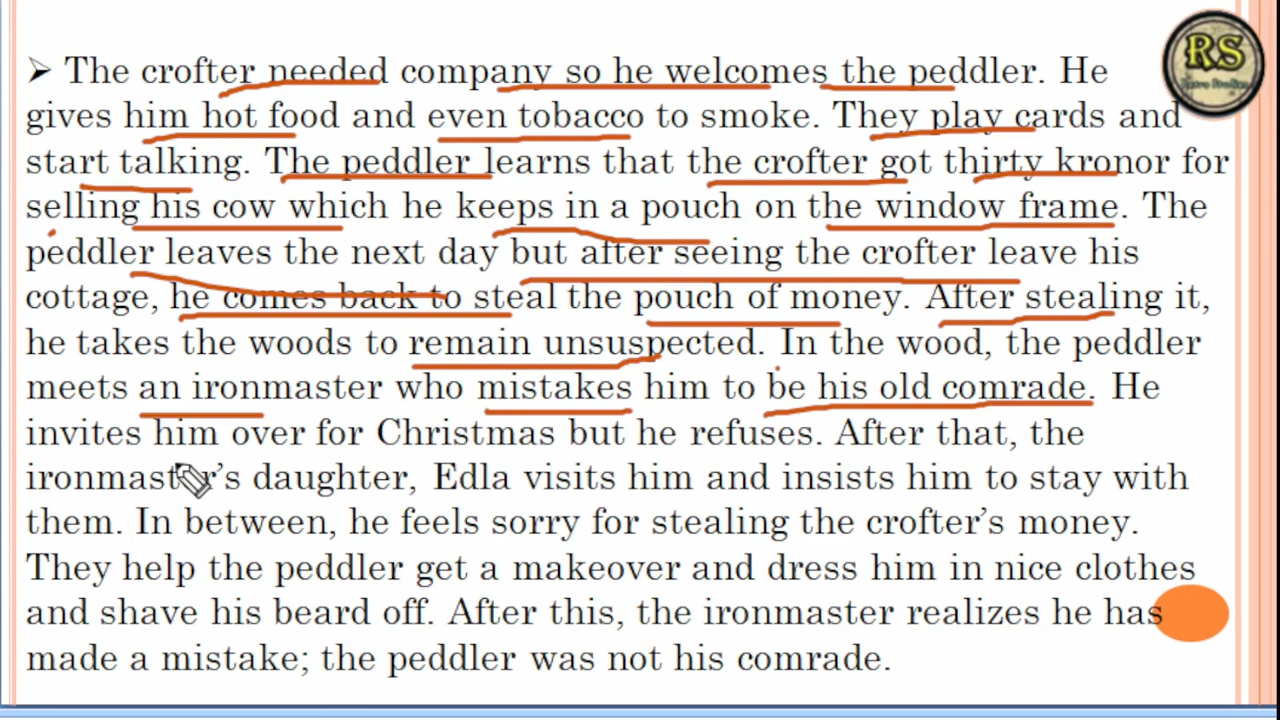 ➢ The crofter needed company so he welcomes the peddler. He
gives him hot food and even tobacco to smoke. They play cards and
start talking. The peddler learns that the crofter got thirty kronor for
selling his cow which he keeps in a pouch on the window frame. The
peddler leaves the next day but after seeing the crofter leave his
cottage, he comes back to steal the pouch of money. After stealing it,
he takes the woods to remain unsuspected. In the wood, the peddler
meets an ironmaster who mistakes him to be his old comrade. He
invites him over for Christmas but he refuses. After that, the
ironmaster’s daughter, Edla visits him and insists him to stay with
them. In between, he feels sorry for stealing the crofter’s money.
They help the peddler get a makeover and dress him in nice clothes
and shave his beard off. After this, the ironmaster realizes he has
made a mistake; the peddler was not his comrade.
RS